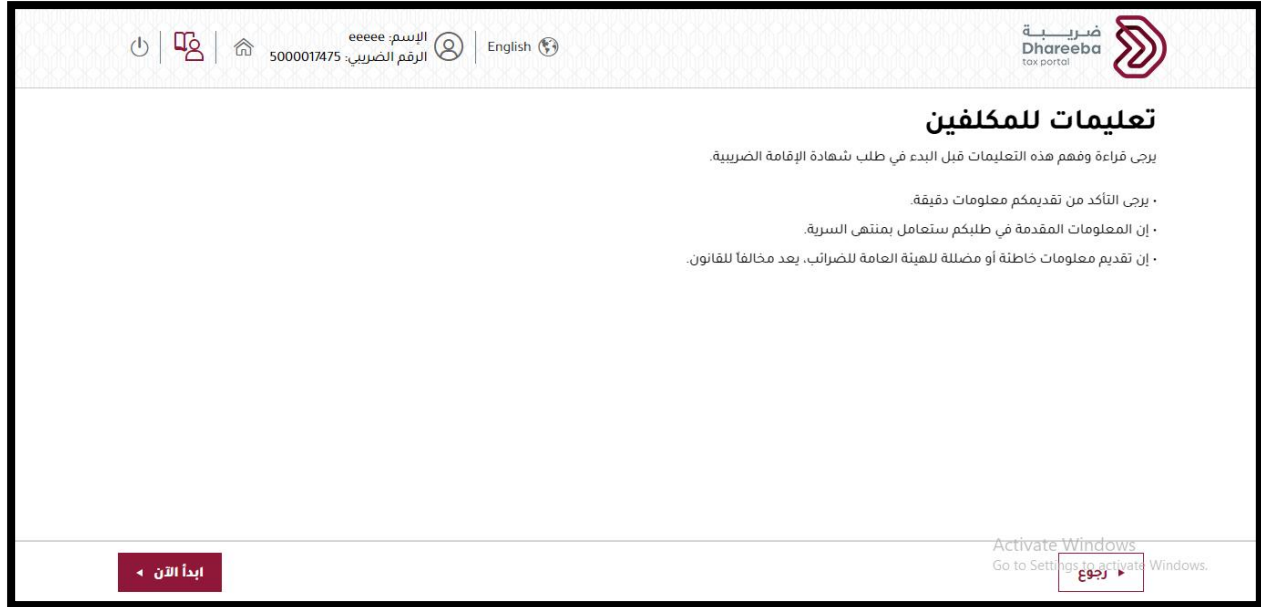 ضريبة
Dhareeba
tax portal
English
الإسم: eeeee
الرقم الضريبي: 5000017475
تعليمات للمكلفين
يرجى قراءة وفهم هذه التعليمات قبل البدء في طلب شهادة الإقامة الضريبية.
• يرجى التأكد من تقديمكم معلومات دقيقة.
• إن المعلومات المقدمة في طلبكم ستعامل بمنتهى السرية.
• إن تقديم معلومات خاطئة أو مضللة للهيئة العامة للضرائب، يعد مخالفاً للقانون.
Activate Windows
Go to Settings to activate Windows.
رجوع
ابدأ الآن